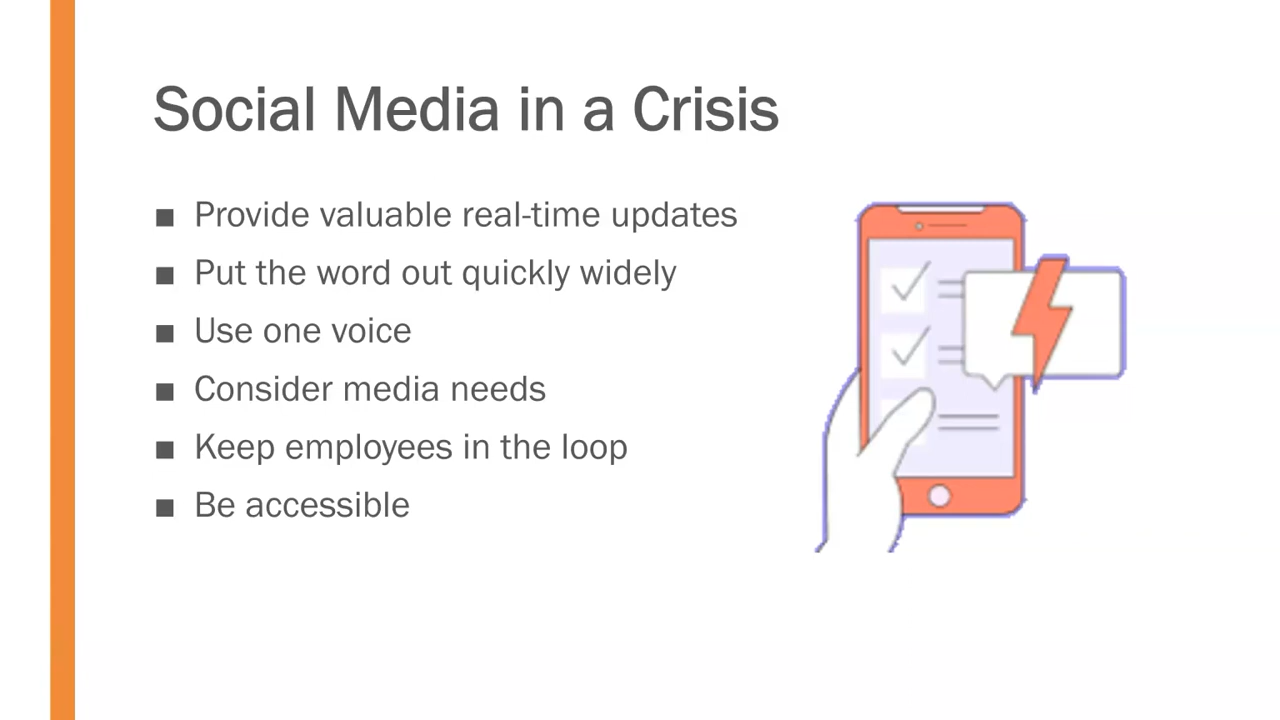 Social Media in a Crisis
■ Provide valuable real-time updates
■ Put the word out quickly widely
■ Use one voice
■ Consider media needs
■ Keep employees in the loop
■ Be accessible